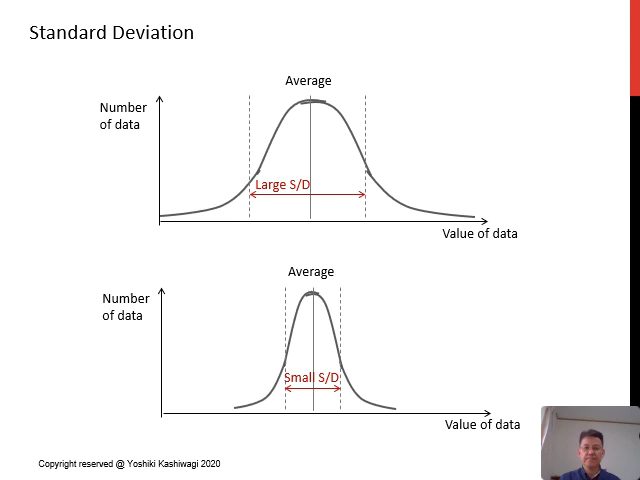 Standard Deviation
Average
Number
of data
Large S/D
Value of data
Average
Number
of data
Small S/D
Value of data
Copyright reserved @ Yoshiki Kashiwagi 2020